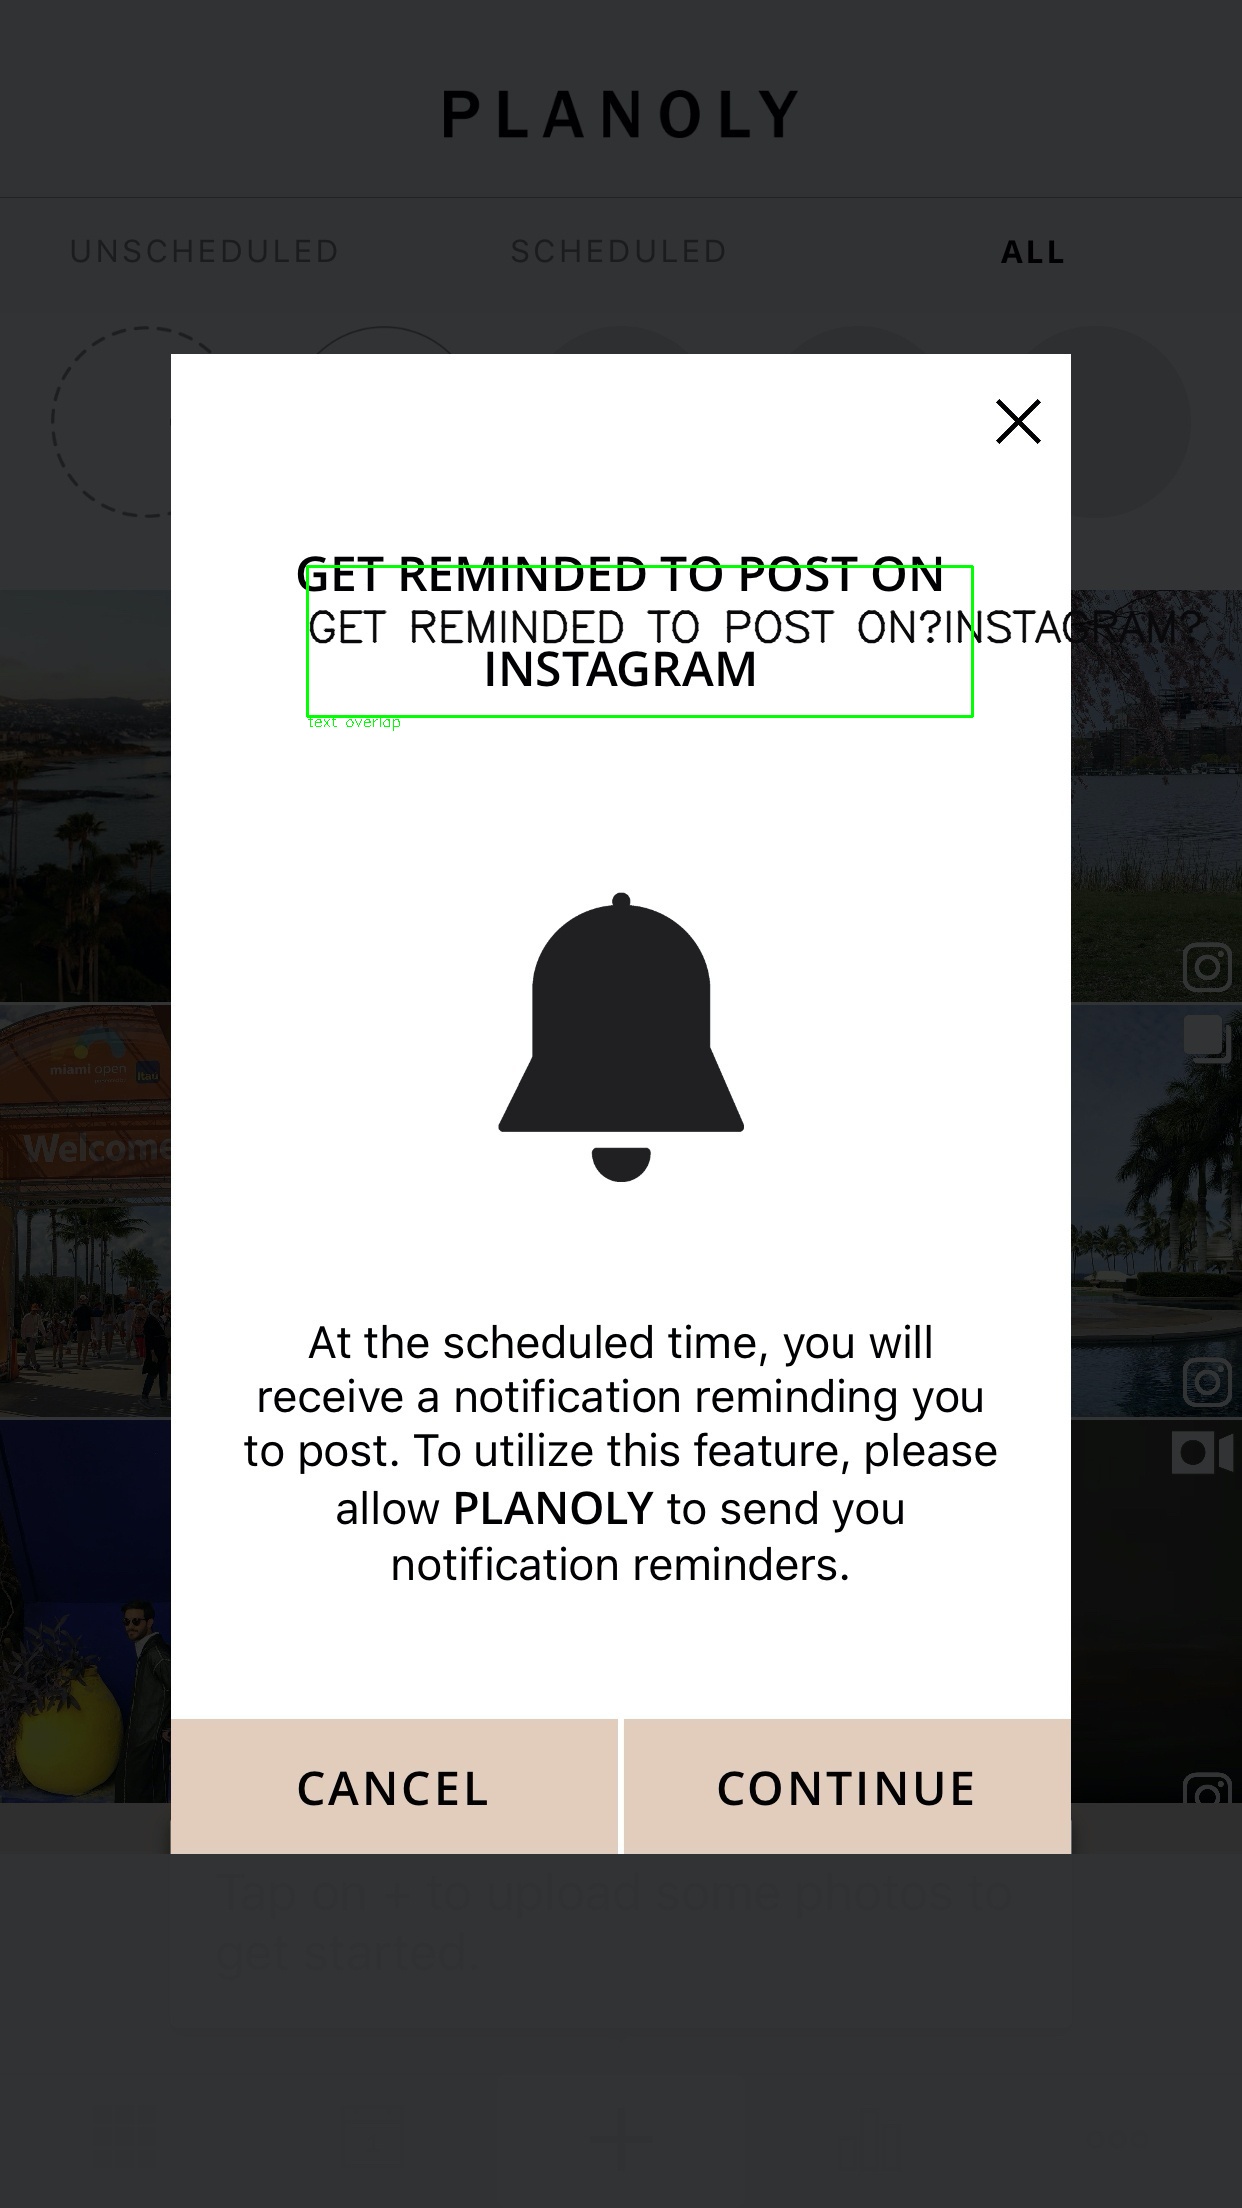 PLANOLY
UNSCHEDULED SCHEDULED ALL
GET REMINDED TO POST ON
GET REMINDED TO POST ON?INSTAGRAM?
INSTAGRAM
text overlap
miami open
Itaú
Welcome
At the scheduled time, you will
receive a notification reminding you
to post. To utilize this feature, please
allow PLANOLY to send you
notification reminders.
CANCEL CONTINUE
Tap on + to upload some photos to
get started.